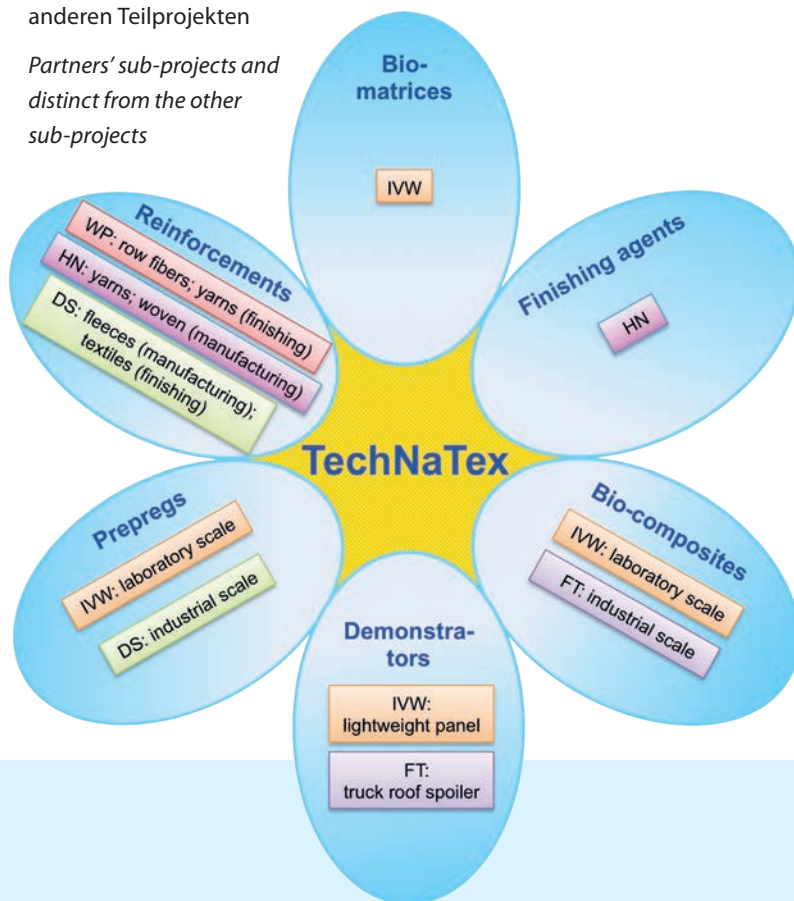 anderen Teilprojekten
Partners' sub-projects and
distinct from the other
sub-projects
Bio-
matrices
IVW
Reinforcements
WP: row fibers; yarns (finishing)
HN: yarns; woven (manufacturing)
DS: fleeces (manufacturing);
textiles (finishing)
Finishing agents
HN
TechNaTex
Prepregs
IVW: laboratory scale
DS: industrial scale
Bio-composites
IVW: laboratory scale
FT: industrial scale
Demonstra-
tors
IVW:
lightweight panel
FT:
truck roof spoiler